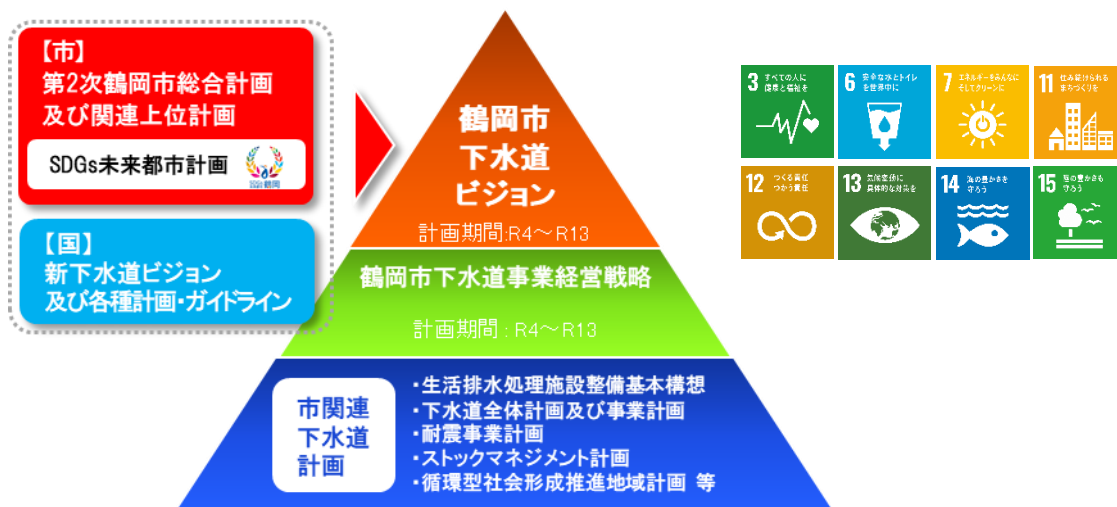 【市】
第2次鶴岡市総合計画
及び関連上位計画
SDGs未来都市計画
【国】
新下水道ビジョン
及び各種計画・ガイドライン
鶴岡市
下水道
ビジョン
計画期間:R4～R13
鶴岡市下水道事業経営戦略
計画期間：R4～R13
市関連
下水道
計画
・生活排水処理施設整備基本構想
・下水道全体計画及び事業計画
・耐震事業計画
・ストックマネジメント計画
・循環型社会形成推進地域計画 等
3 すべての人に
健康と福祉を
6 安全な水とトイレ
を世界中に
7 エネルギーをみんなに
そしてクリーンに
11 住み続けられる
まちづくりを
12 つくる責任
つかう責任
13 気候変動に
具体的な対策を
14 海の豊かさを
守ろう
15 陸の豊かさも
守ろう